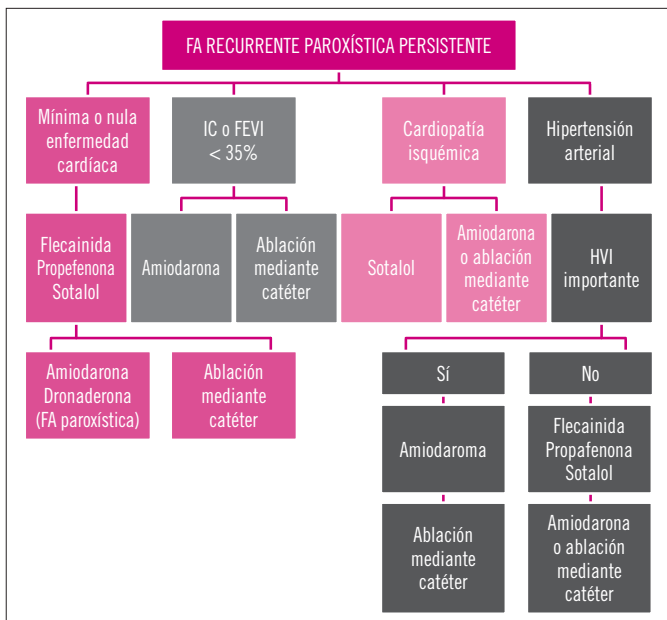 FA RECURRENTE PAROXÍSTICA PERSISTENTE
Mínima o nula
enfermedad
cardíaca
IC o FEVI
< 35%
Cardiopatía
isquémica
Hipertensión
arterial
Flecainida
Propefenona
Sotalol
Amiodarona
Ablación
mediante
catéter
Sotalol
Amiodarona
o ablación
mediante
catéter
HVI
importante
Amiodarona
Dronaderona
(FA paroxística)
Ablación
mediante
catéter
Sí
No
Amiodaroma
Flecainida
Propafenona
Sotalol
Ablación
mediante
catéter
Amiodarona
o ablación
mediante
catéter